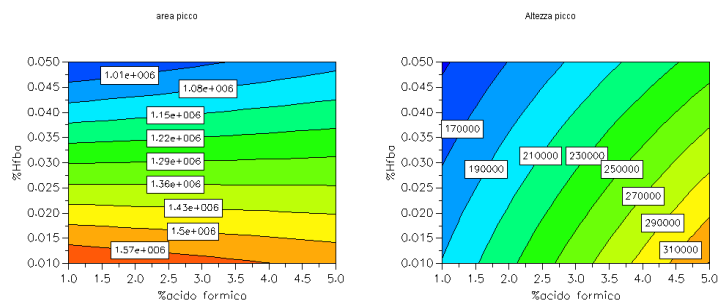 area picco
Altezza picco
0.050
0.045
0.040
0.035
0.030
0.025
0.020
0.015
0.010
%Hfba
1.01e+006
1.08e+006
1.15e+006
1.22e+006
1.29e+006
1.36e+006
1.43e+006
1.5e+006
1.57e+006
1.0 1.5 2.0 2.5 3.0 3.5 4.0 4.5 5.0
%acido formico
0.050
0.045
0.040
0.035
0.030
0.025
0.020
0.015
0.010
%Hfba
170000
190000
210000
230000
250000
270000
290000
310000
1.0 1.5 2.0 2.5 3.0 3.5 4.0 4.5 5.0
%acido formico